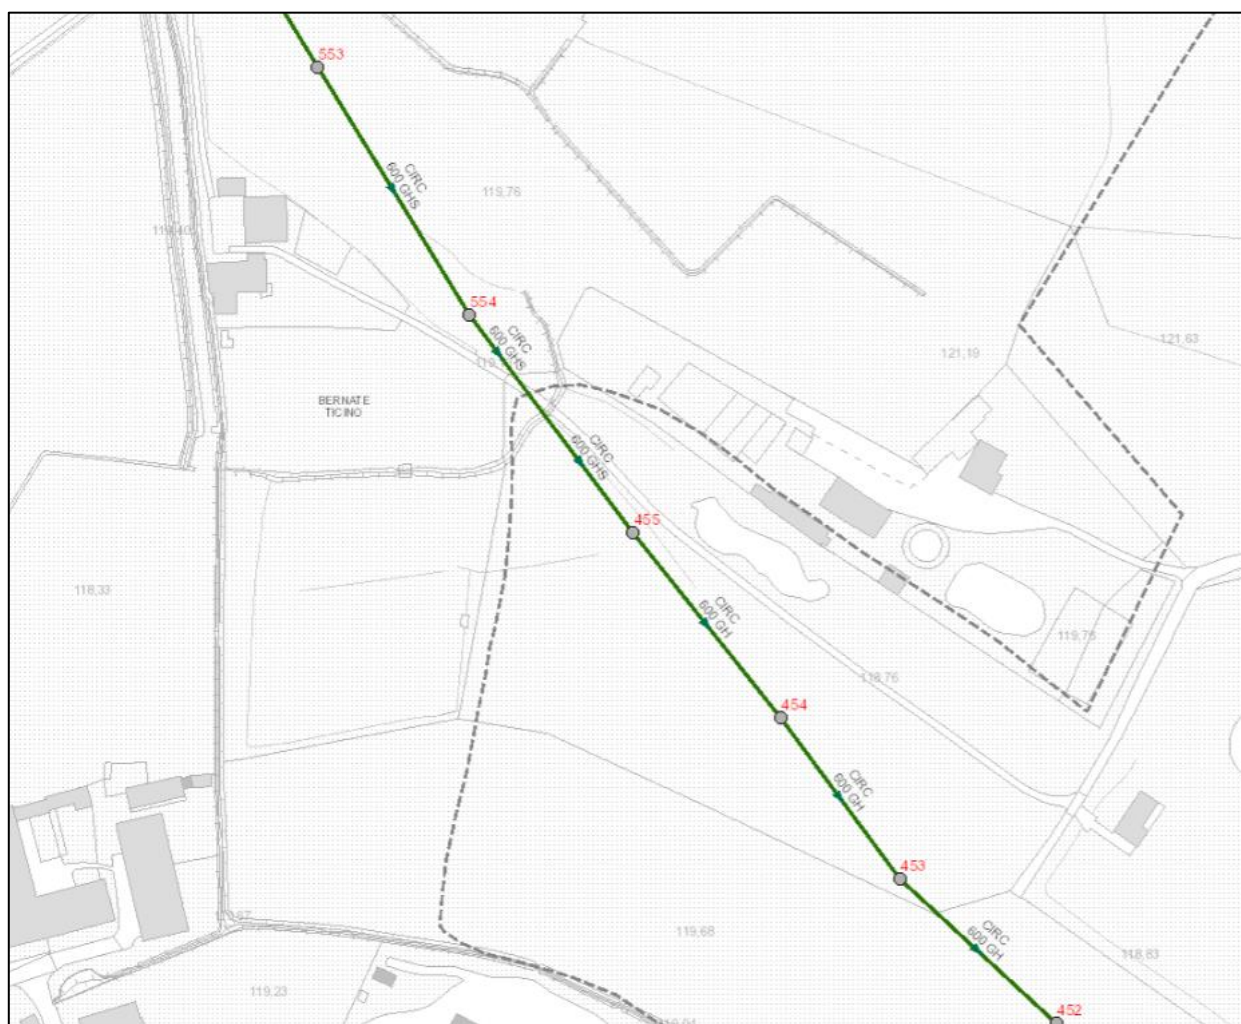 553
CIRC
600 GHS
119,76
119,40
554
CIRC
600 GHS
121,19
121,63
BERNATE
TICINO
CIRC
600 GHS
455
118,33
CIRC
600 GH
119,76
118,76
454
CIRC
600 GH
453
119,68
CIRC
600 GH
118,83
119,23
452